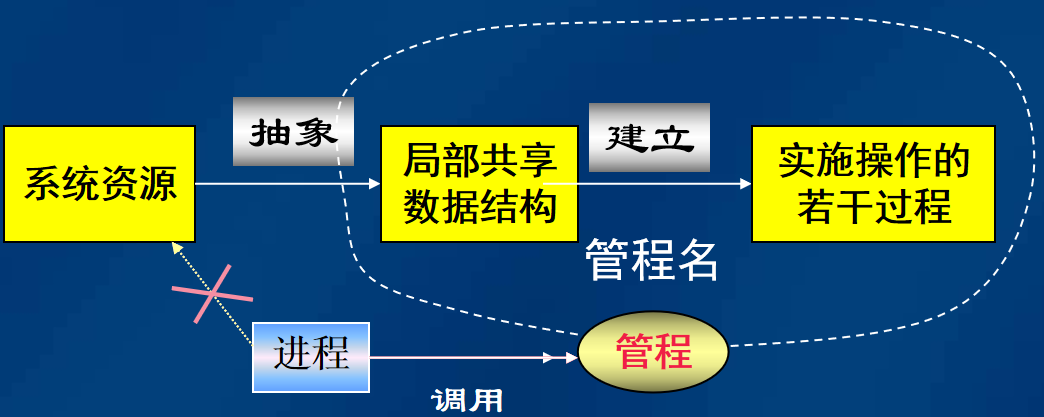 抽象
建立
系统资源
局部共享
数据结构
实施操作的
若干过程
管程名
进程
管程
调用